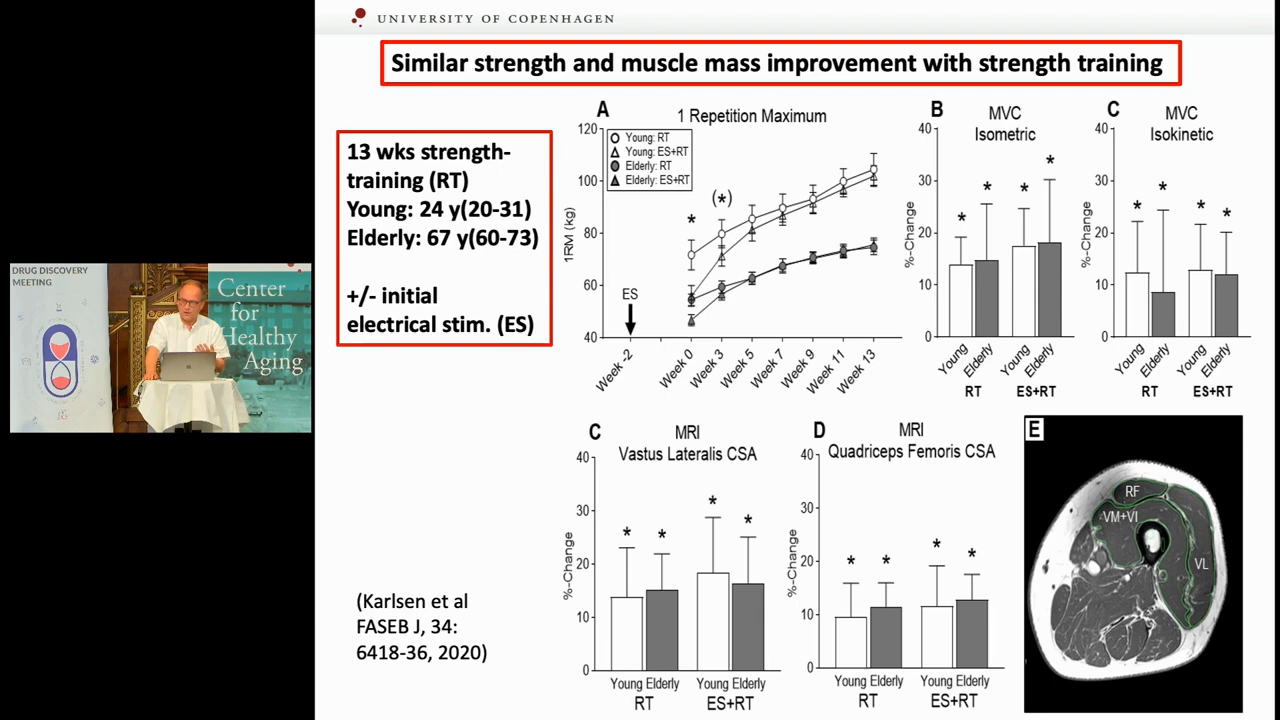 UNIVERSITY OF COPENHAGEN
Similar strength and muscle mass improvement with strength training
13 wks strength-
training (RT)
Young: 24 y(20-31)
Elderly: 67 y(60-73)
+/- initial
electrical stim. (ES)
A
1 Repetition Maximum
120
100
80
60
40
1RM (kg)
Young: RT
Young: ES+RT
Elderly: RT
Elderly: ES+RT
*
(*)
ES
Week -2
Week 0
Week 3
Week 5
Week 7
Week 9
Week 11
Week 13
B
MVC
Isometric
40
30
20
10
0
%-Change
*
*
*
*
Young
Elderly
Young
Elderly
RT
ES+RT
C
MVC
Isokinetic
40
30
20
10
0
%-Change
*
*
*
*
Young
Elderly
Young
Elderly
RT
ES+RT
DRUG DISCOVERY
MEETING
Center
for
Healthy
Aging
C
MRI
Vastus Lateralis CSA
40
30
20
10
0
%-Change
*
*
*
*
Young Elderly
Young Elderly
RT
ES+RT
D
MRI
Quadriceps Femoris CSA
40
30
20
10
0
%-Change
*
*
*
*
Young Elderly
Young Elderly
RT
ES+RT
E
RF
VM+VI
VL
(Karlsen et al
FASEB J, 34:
6418-36, 2020)